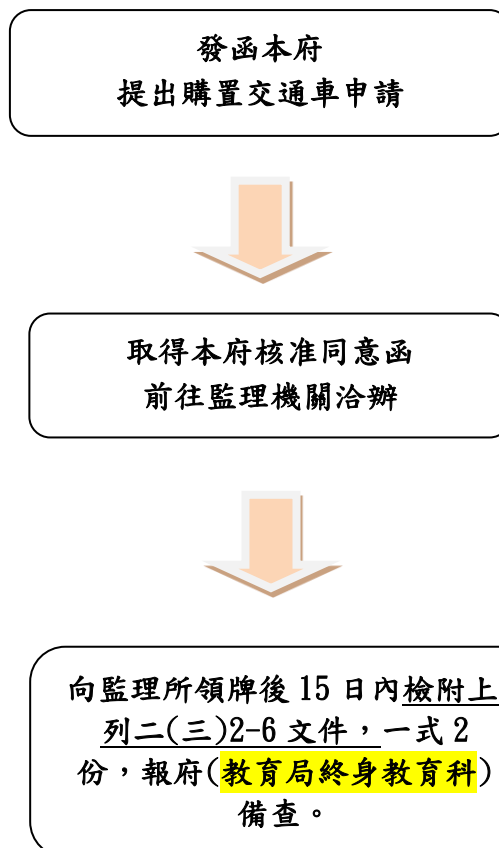 發函本府
提出購置交通車申請
取得本府核准同意函
前往監理機關洽辦
向監理所領牌後 15 日內檢附上
列二(三)2-6 文件，一式 2
份，報府(教育局終身教育科)
備查。